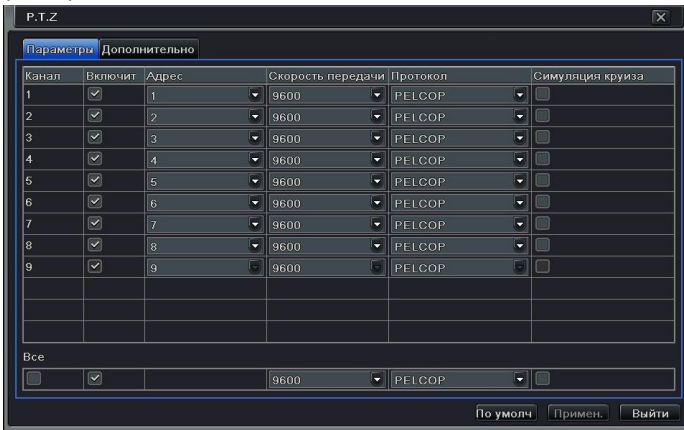 P.T.Z
Параметры Дополнительно
Канал Включит Адрес Скорость передачи Протокол Симуляция круиза
1 1 9600 PELCOP
2 2 9600 PELCOP
3 3 9600 PELCOP
4 4 9600 PELCOP
5 5 9600 PELCOP
6 6 9600 PELCOP
7 7 9600 PELCOP
8 8 9600 PELCOP
9 9 9600 PELCOP
Все
9600 PELCOP
По умолч Примен. Выйти